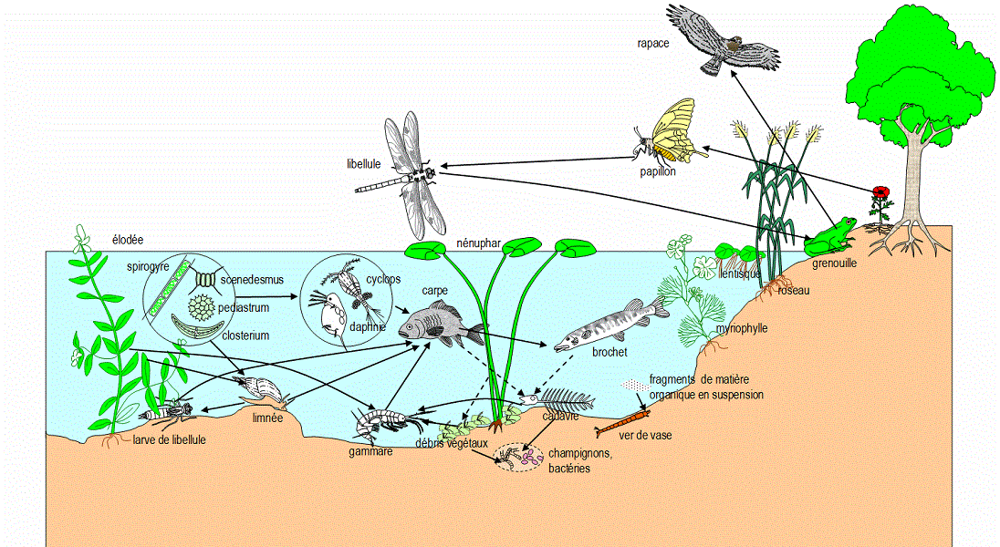 rapace
papillon
libellule
élodée
nénuphar
grenouille
spirogyre
scenedesmus
cyclops
lentisque
carpe
roseau
pediastrum
daphnie
closterium
myriophylle
brochet
fragments de matière
organique en suspension
limnée
cadavre
larve de libellule
ver de vase
débris végétaux
gammare
champignons,
bactéries